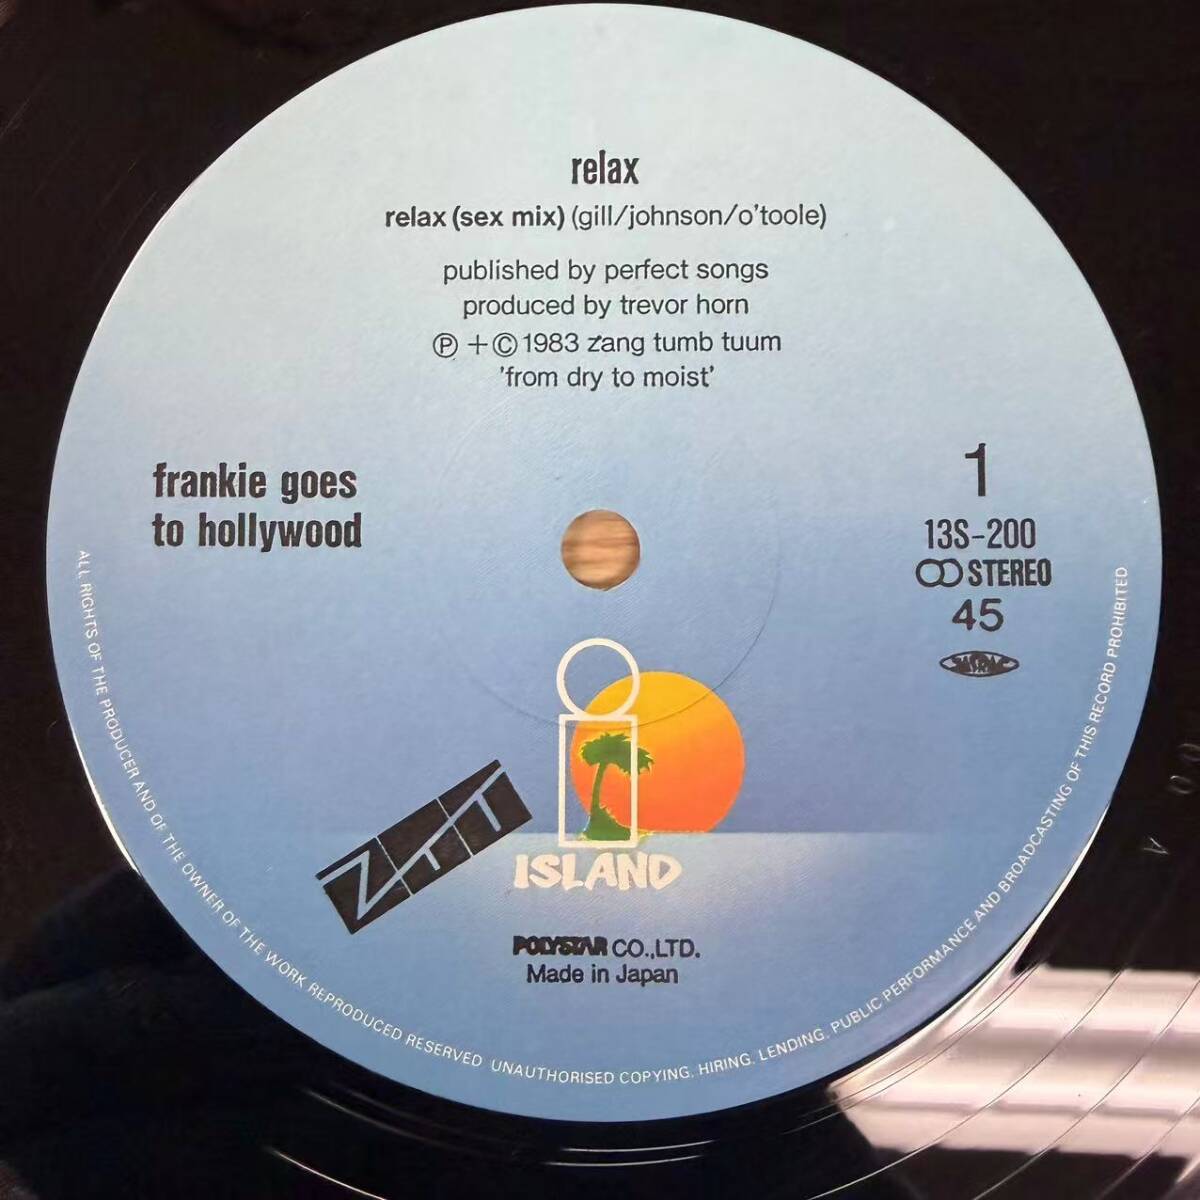 relax
relax (sex mix) (gill/johnson/o'toole)
published by perfect songs
produced by trevor horn
Ⓟ +© 1983 zang tumb tuum
'from dry to moist'
frankie goes
to hollywood
1
13S-200
STEREO
45
ZTT
ISLAND
POLYSTAR CO.,LTD.
Made in Japan
ALL RIGHTS OF THE PRODUCER AND OF THE OWNER OF THE WORK REPRODUCED RESERVED UNAUTHORISED COPYING. HIRING. LENDING. PUBLIC PERFORMANCE AND BROADCASTING OF THIS RECORD PROHIBITED